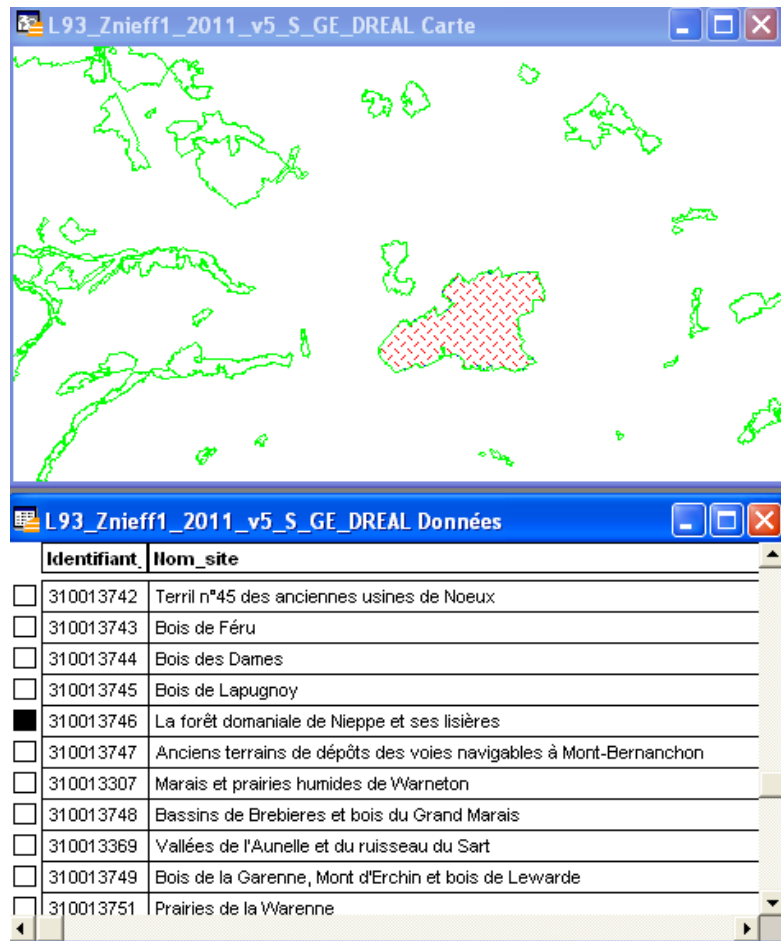 L93_Znieff1_2011_v5_S_GE_DREAL Carte
L93_Znieff1_2011_v5_S_GE_DREAL Données
Identifiant_ Nom_site
310013742 Terril n°45 des anciennes usines de Noeux
310013743 Bois de Féru
310013744 Bois des Dames
310013745 Bois de Lapugnoy
310013746 La forêt domaniale de Nieppe et ses lisières
310013747 Anciens terrains de dépôts des voies navigables à Mont-Bernanchon
310013307 Marais et prairies humides de Warneton
310013748 Bassins de Brebieres et bois du Grand Marais
310013369 Vallées de l'Aunelle et du ruisseau du Sart
310013749 Bois de la Garenne, Mont d'Erchin et bois de Lewarde
310013751 Prairies de la Warenne